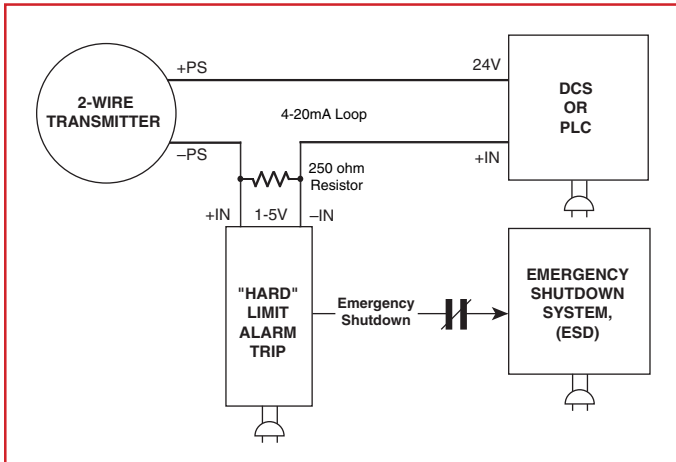 +PS
24V
2-WIRE
TRANSMITTER
DCS
OR
PLC
4-20mA Loop
–PS
+IN
250 ohm
Resistor
+IN
1-5V
–IN
"HARD"
LIMIT
ALARM
TRIP
Emergency
Shutdown
EMERGENCY
SHUTDOWN
SYSTEM,
(ESD)